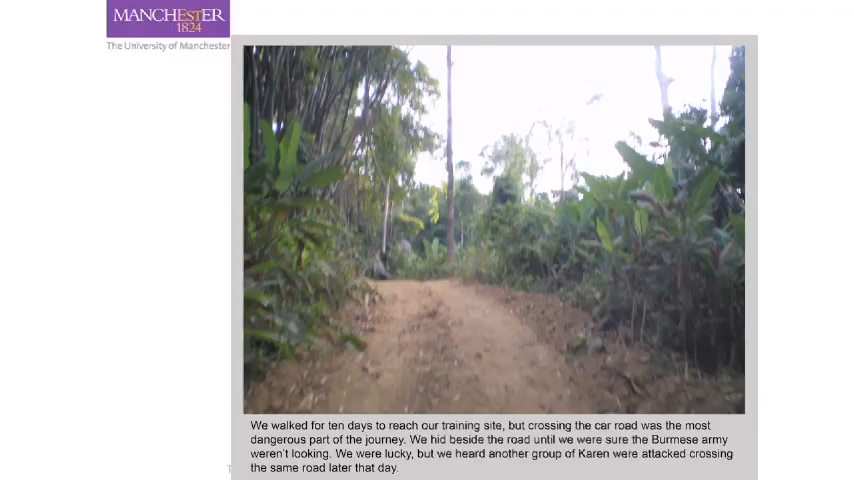 MANCHESTER
1824
The University of Manchester
We walked for ten days to reach our training site, but crossing the car road was the most
dangerous part of the journey. We hid beside the road until we were sure the Burmese army
weren't looking. We were lucky, but we heard another group of Karen were attacked crossing
the same road later that day.